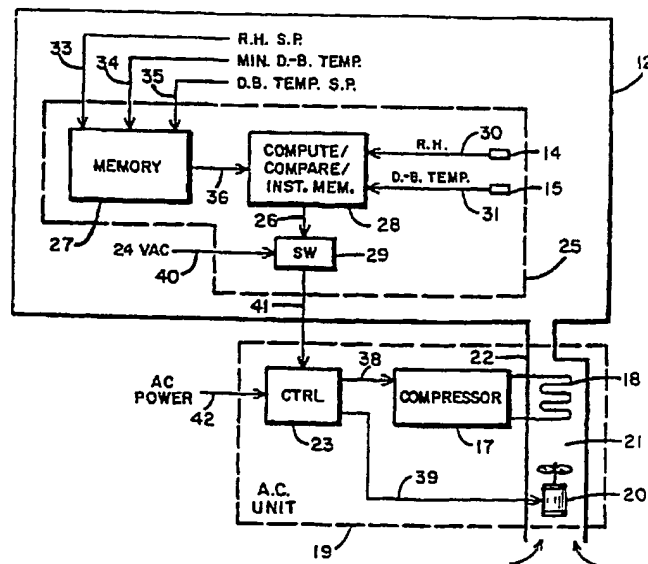 33
R.H. S.P.
34
MIN. D.-B. TEMP.
35
D.B. TEMP. S.P.
12
MEMORY
COMPUTE/
COMPARE/
INST. MEM.
R.H.
30
14
D.-B. TEMP.
31
15
36
27
26
28
24 VAC
40
SW
29
25
41
22
38
18
AC
POWER
42
CTRL
23
COMPRESSOR
17
21
39
20
A.C.
UNIT
19